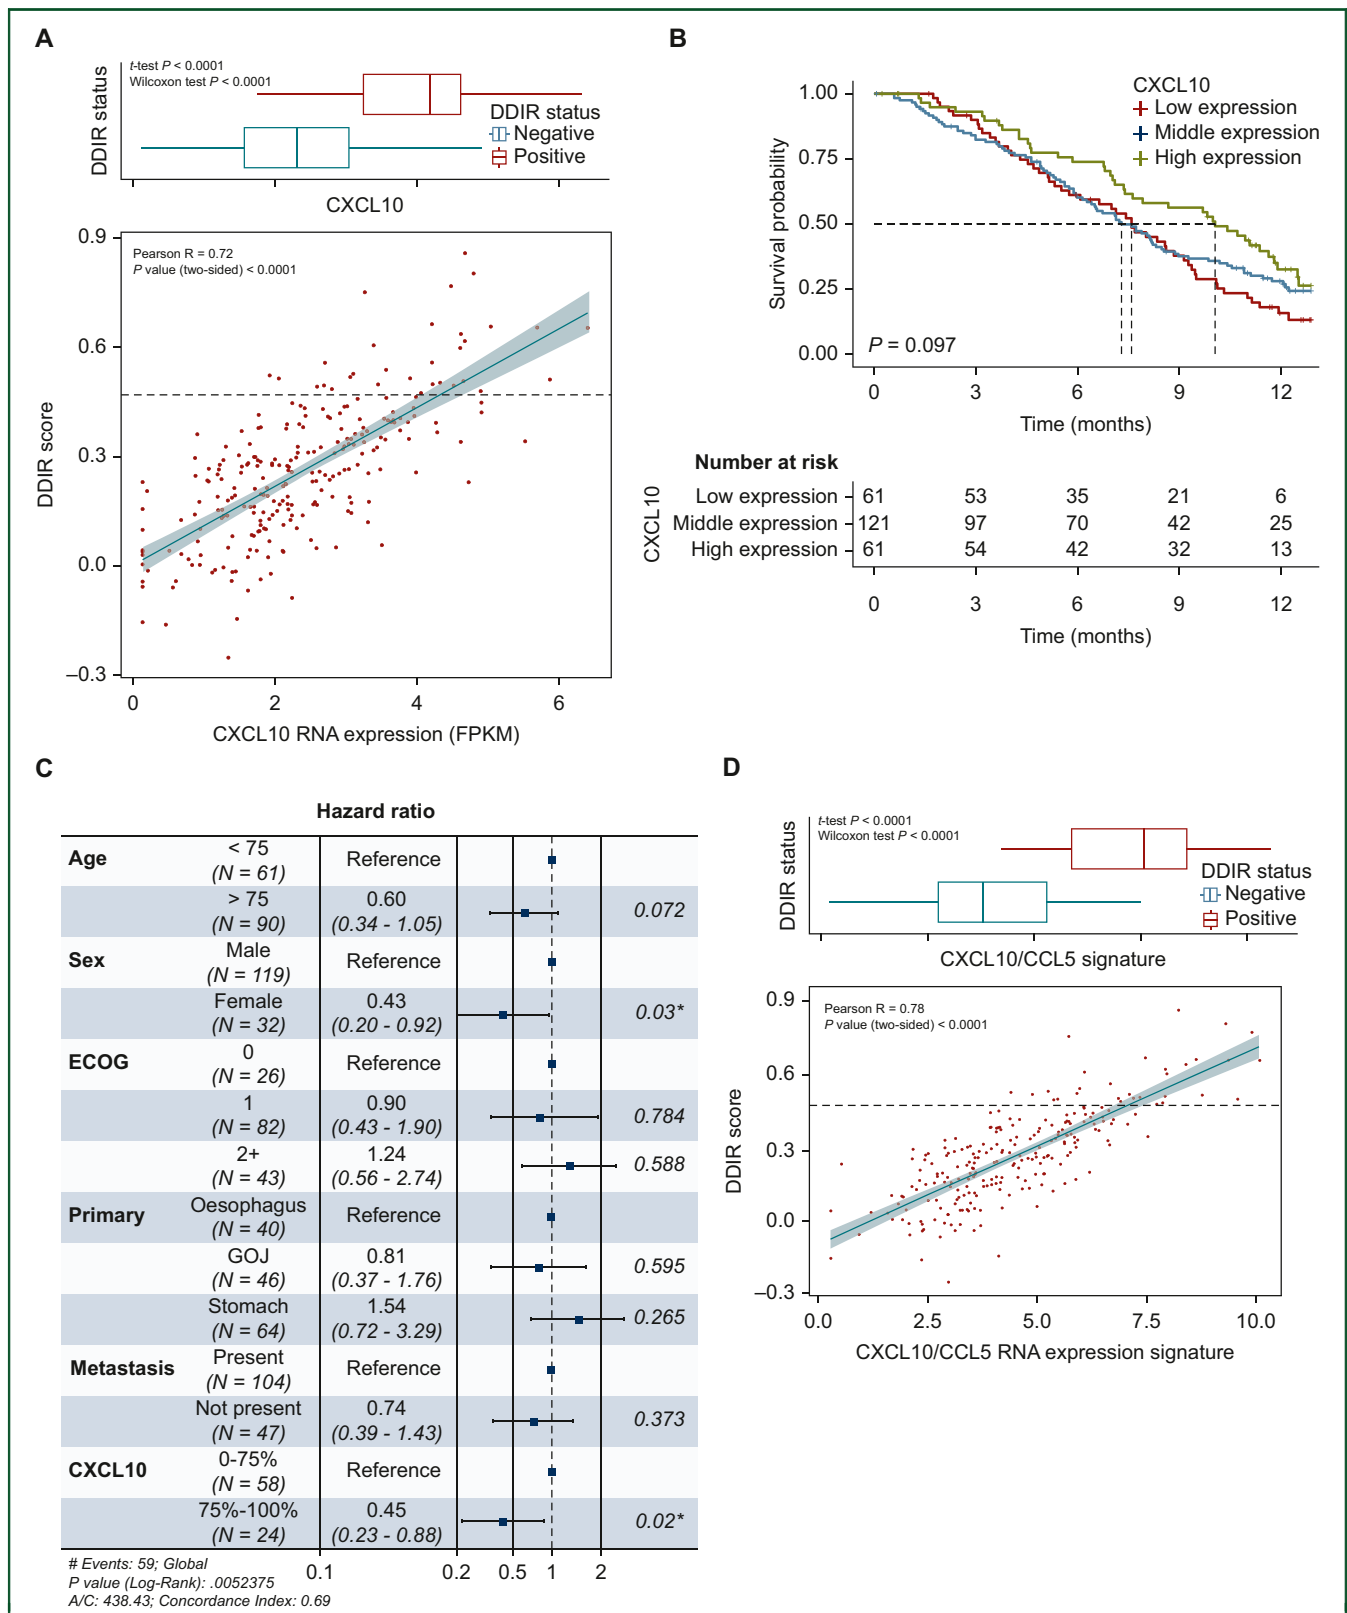 A
t-test P < 0.0001
Wilcoxon test P < 0.0001
DDIR status
DDIR status
Negative
Positive
CXCL10
0.9
0.6
0.3
0.0
–0.3
Pearson R = 0.72
P value (two-sided) < 0.0001
DDIR score
0 2 4 6
CXCL10 RNA expression (FPKM)
B
CXCL10
Low expression
Middle expression
High expression
1.00
0.75
0.50
0.25
0.00
Survival probability
P = 0.097
0 3 6 9 12
Time (months)
Number at risk
CXCL10
Low expression 61 53 35 21 6
Middle expression 121 97 70 42 25
High expression 61 54 42 32 13
0 3 6 9 12
Time (months)
C
Hazard ratio
Age < 75 (N = 61) Reference
> 75 (N = 90) 0.60 (0.34 - 1.05) 0.072
Sex Male (N = 119) Reference
Female (N = 32) 0.43 (0.20 - 0.92) 0.03*
ECOG 0 (N = 26) Reference
1 (N = 82) 0.90 (0.43 - 1.90) 0.784
2+ (N = 43) 1.24 (0.56 - 2.74) 0.588
Primary Oesophagus (N = 40) Reference
GOJ (N = 46) 0.81 (0.37 - 1.76) 0.595
Stomach (N = 64) 1.54 (0.72 - 3.29) 0.265
Metastasis Present (N = 104) Reference
Not present (N = 47) 0.74 (0.39 - 1.43) 0.373
CXCL10 0-75% (N = 58) Reference
75%-100% (N = 24) 0.45 (0.23 - 0.88) 0.02*
0.1 0.2 0.5 1 2
# Events: 59; Global
P value (Log-Rank): .0052375
A/C: 438.43; Concordance Index: 0.69
D
t-test P < 0.0001
Wilcoxon test P < 0.0001
DDIR status
DDIR status
Negative
Positive
CXCL10/CCL5 signature
0.9
0.6
0.3
0.0
–0.3
Pearson R = 0.78
P value (two-sided) < 0.0001
DDIR score
0.0 2.5 5.0 7.5 10.0
CXCL10/CCL5 RNA expression signature